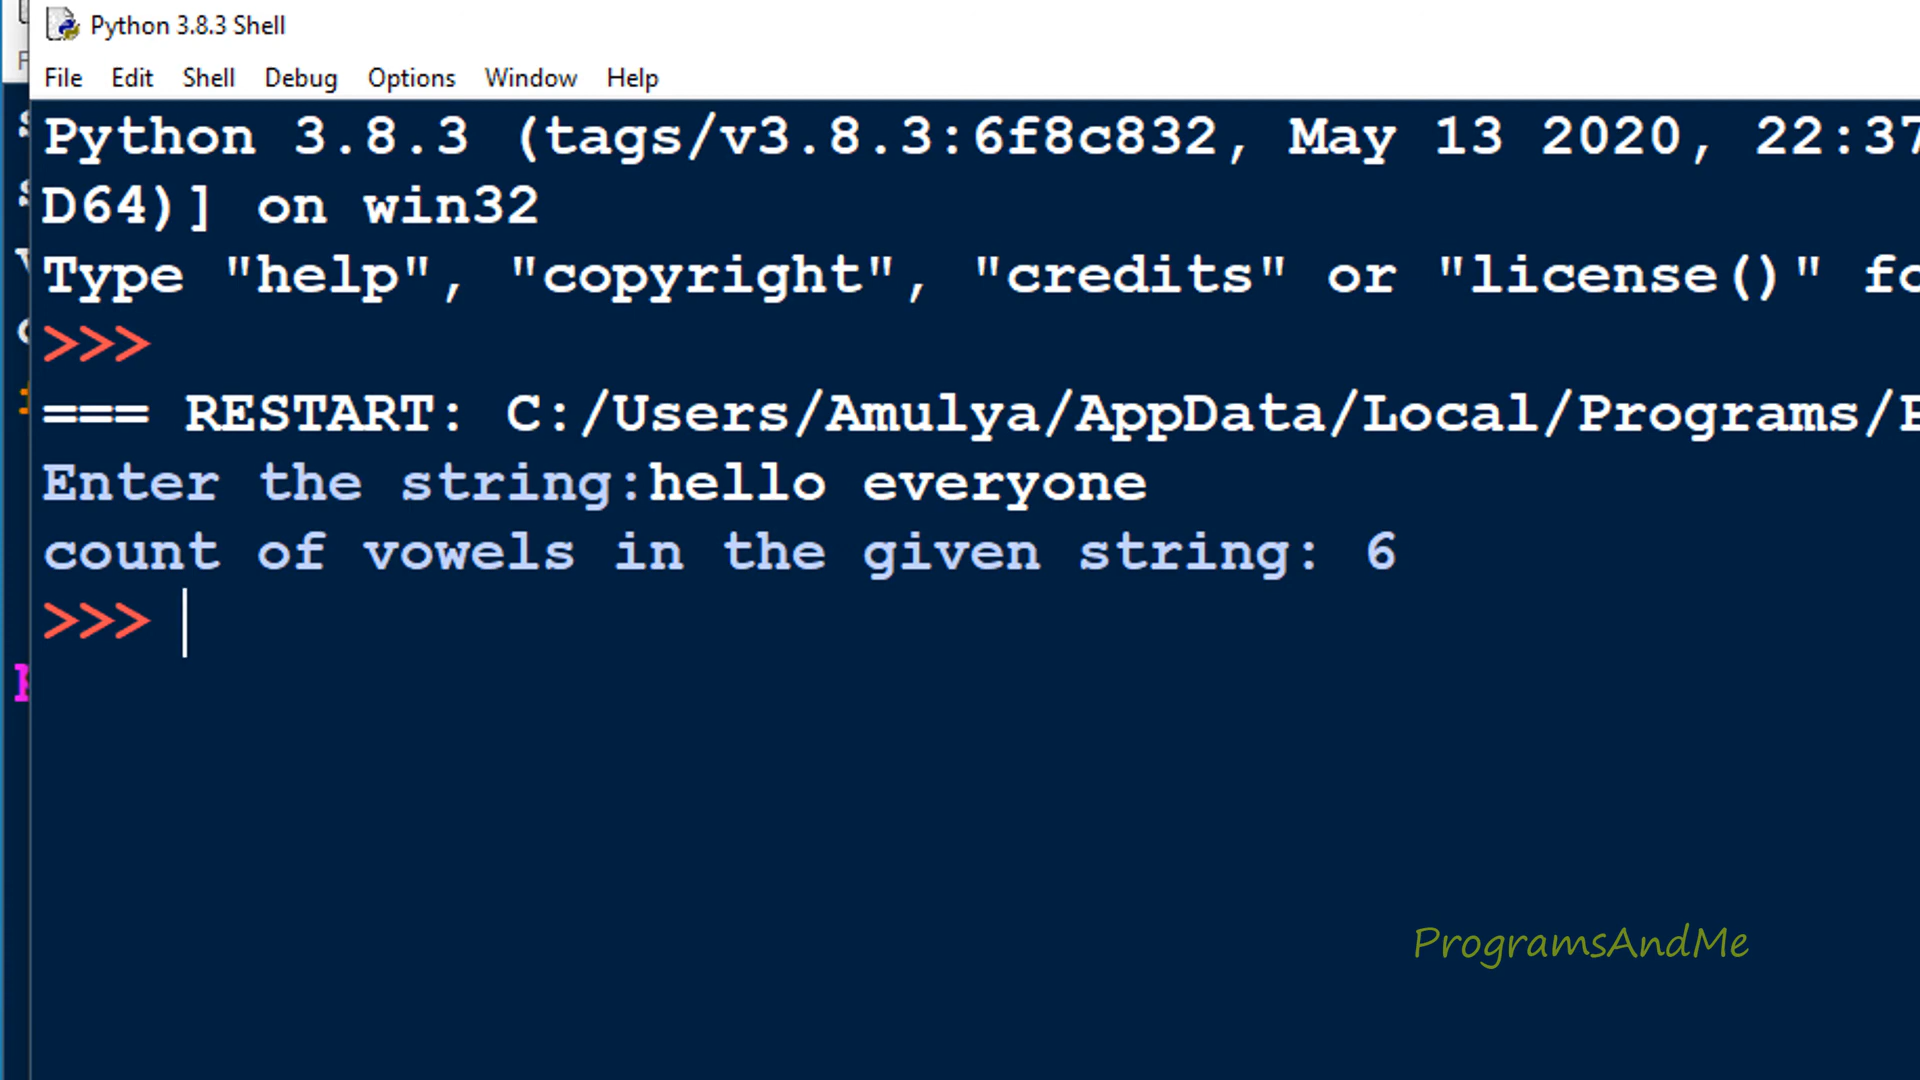 Python 3.8.3 Shell
File Edit Shell Debug Options Window Help
Python 3.8.3 (tags/v3.8.3:6f8c832, May 13 2020, 22:37
D64)] on win32
Type "help", "copyright", "credits" or "license()" fo
>>>
=== RESTART: C:/Users/Amulya/AppData/Local/Programs/
Enter the string:hello everyone
count of vowels in the given string: 6
>>>
ProgramsAndMe